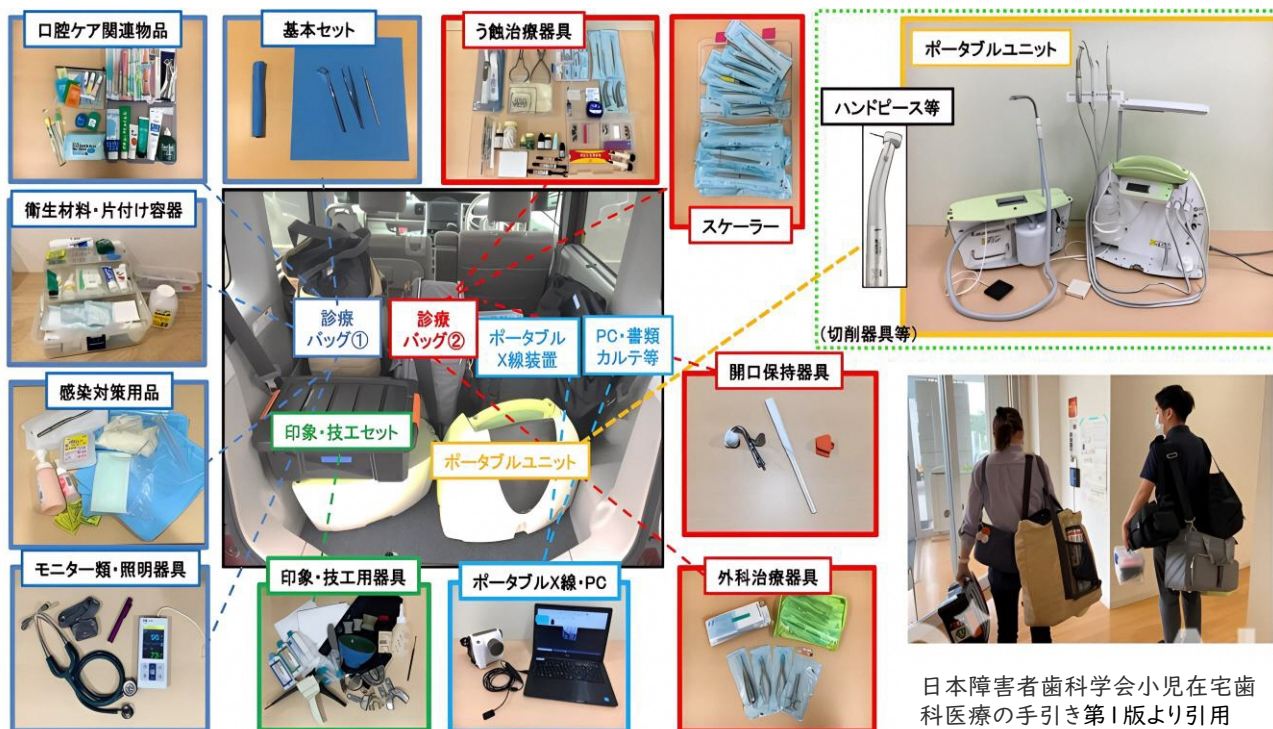 口腔ケア関連物品
基本セット
う蝕治療器具
スケーラー
ポータブルユニット
ハンドピース等
(切削器具等)
衛生材料・片付け容器
診療
バッグ①
診療
バッグ②
ポータブル
X線装置
PC・書類
カルテ等
印象・技工セット
ポータブルユニット
感染対策用品
開口保持器具
モニター類・照明器具
印象・技工用器具
ポータブルX線・PC
外科治療器具
日本障害者歯科学会小児在宅歯
科医療の手引き第1版より引用